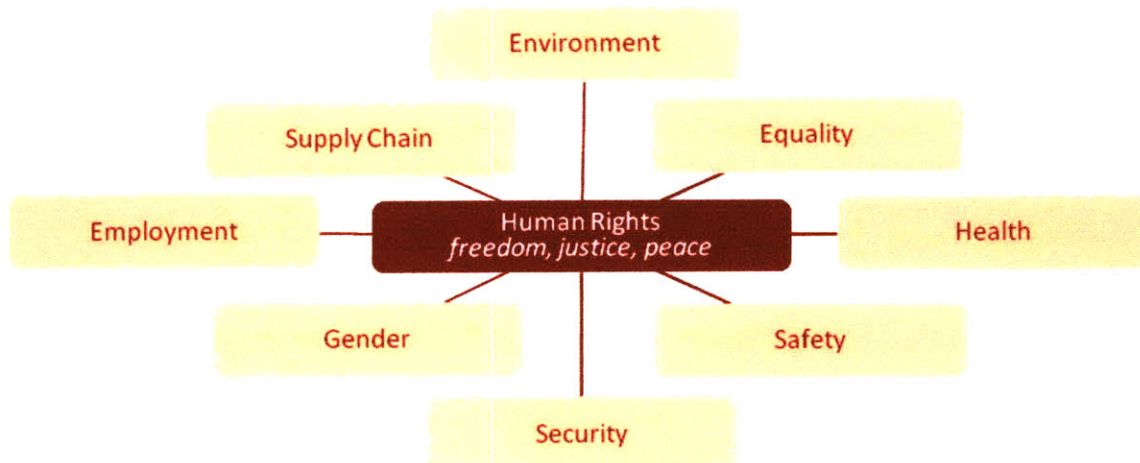 Environment
Supply Chain
Equality
Employment
Human Rights
freedom, justice, peace
Health
Gender
Safety
Security